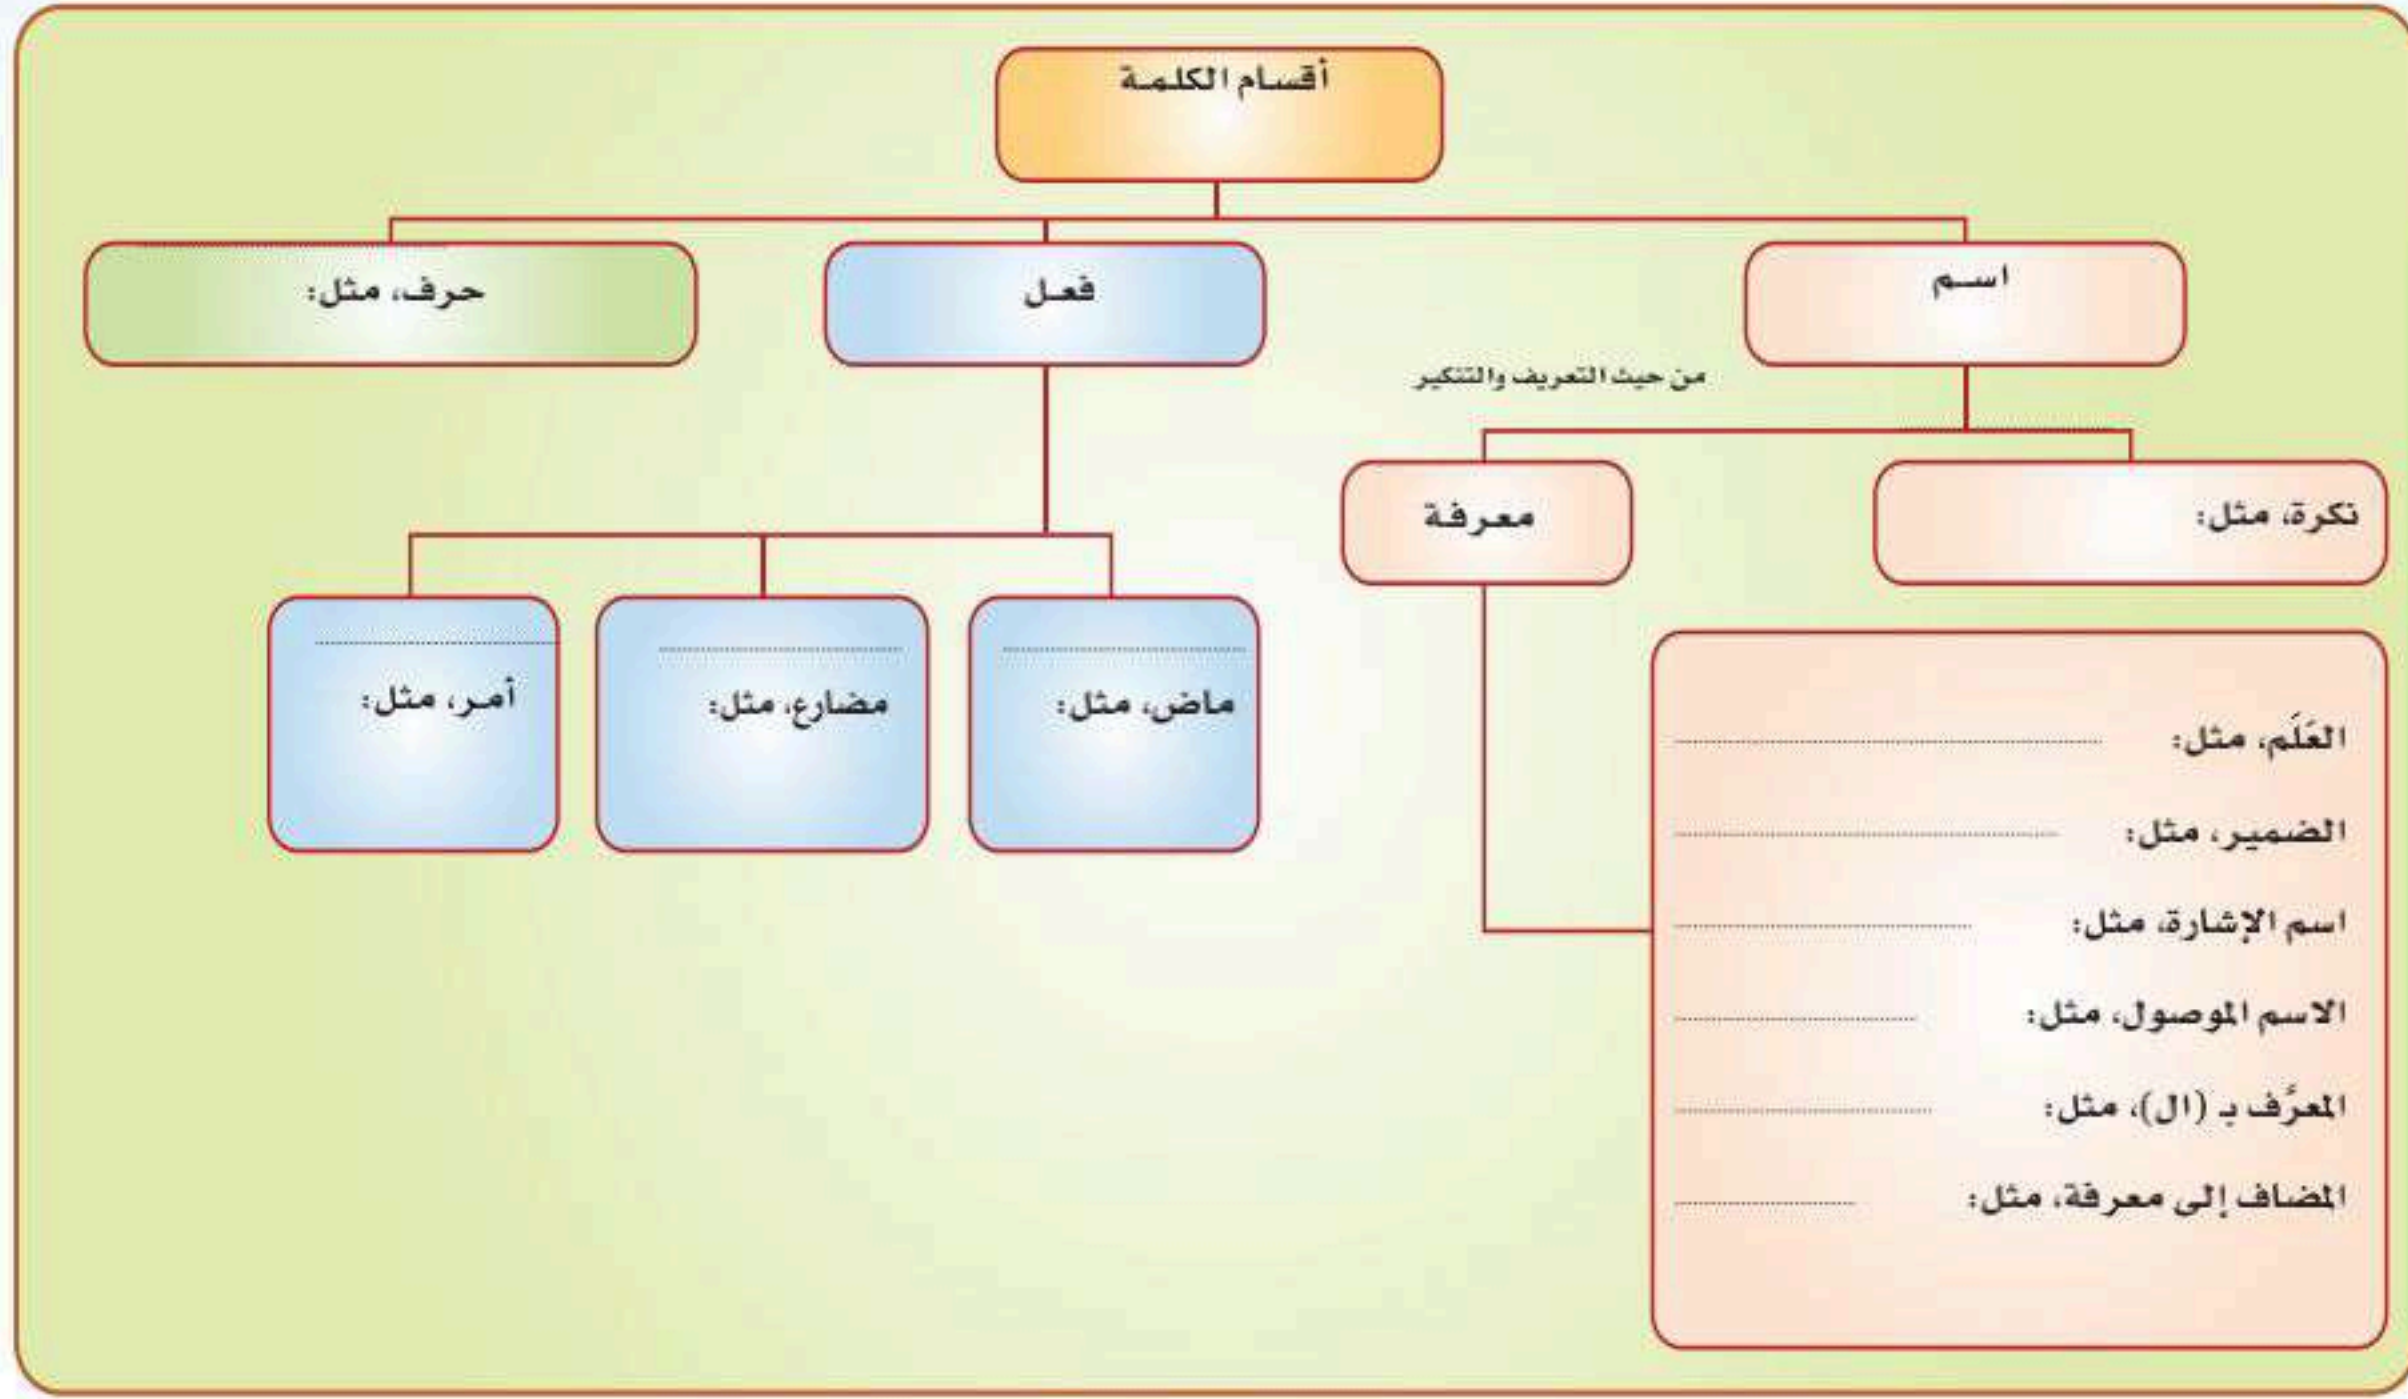 أقسام الكلمة
اسم
فعل
حرف، مثل:
من حيث التعريف والتنكير
نكرة، مثل:
معرفة
ماض، مثل:
مضارع، مثل:
أمر، مثل:
العَلَم، مثل:
الضمير، مثل:
اسم الإشارة، مثل:
الاسم الموصول، مثل:
المعرَّف بـ (ال)، مثل:
المضاف إلى معرفة، مثل: